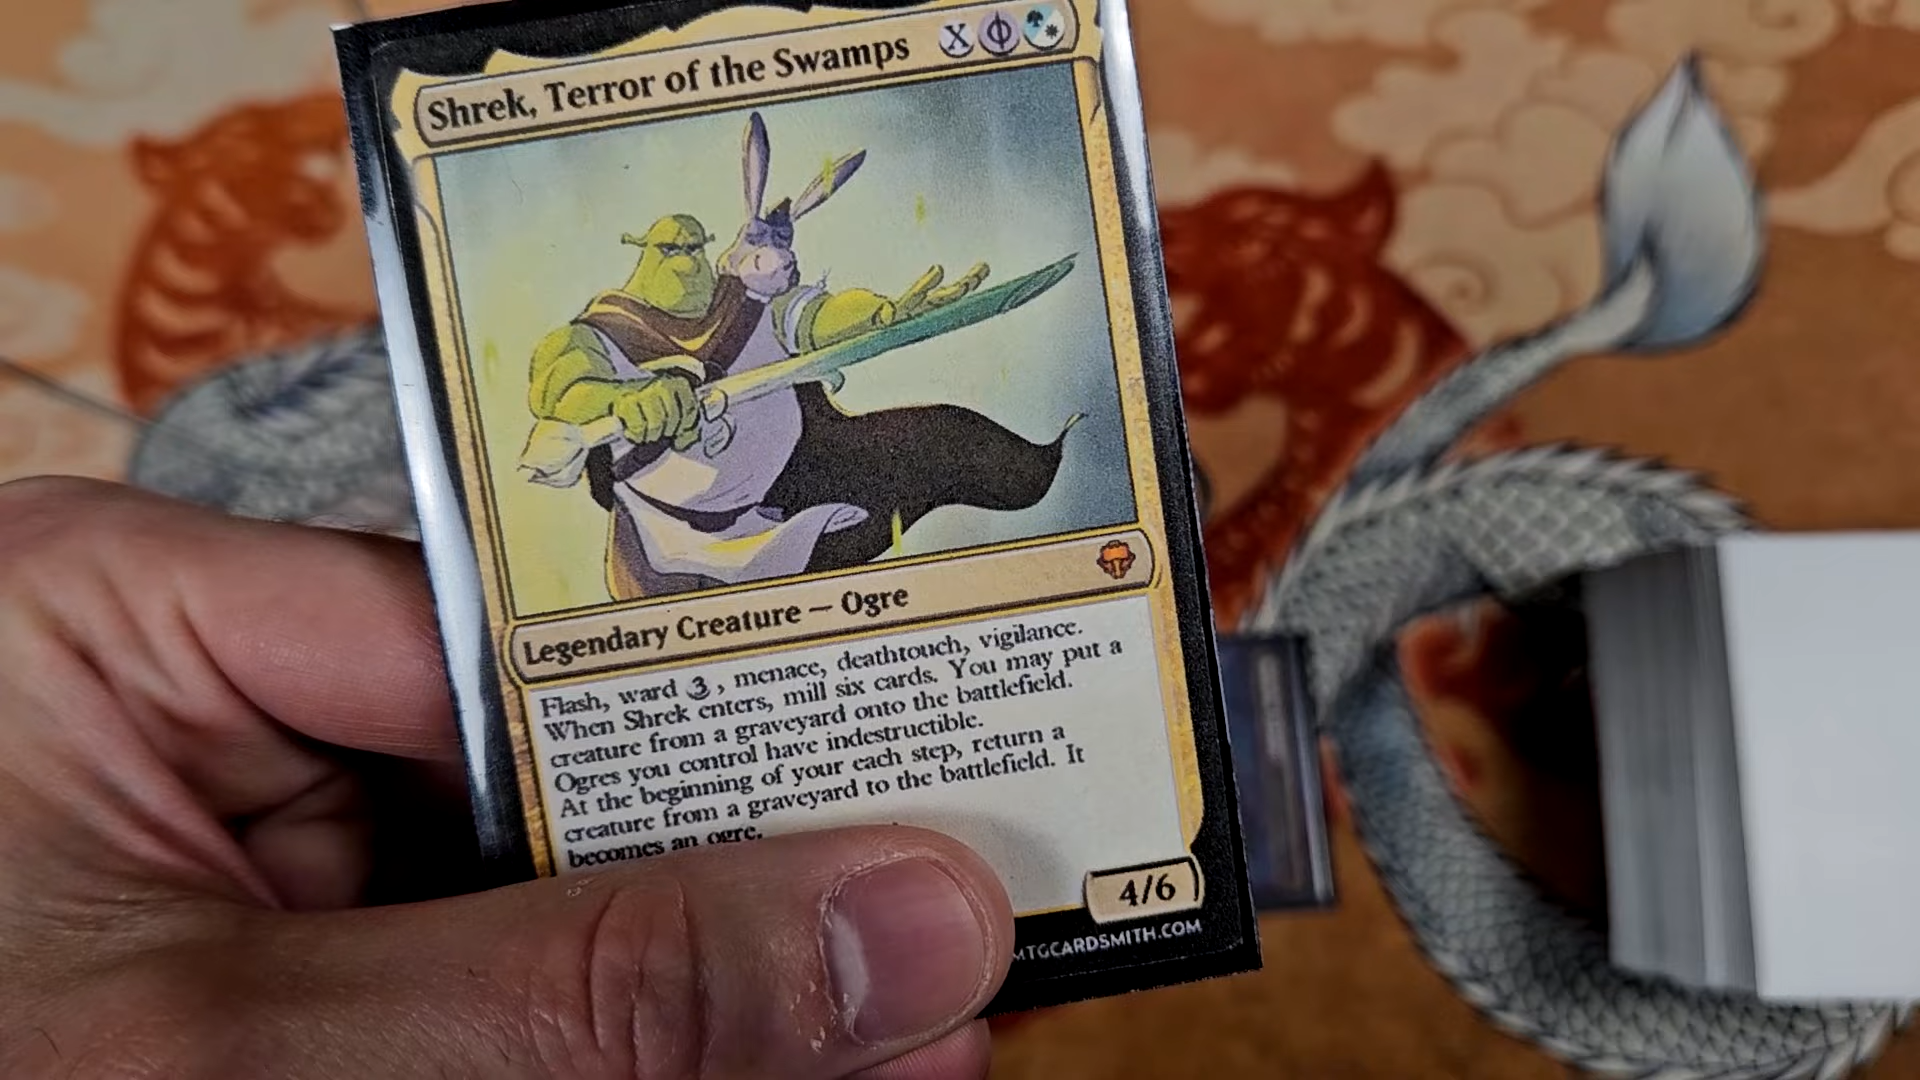 Shrek, Terror of the Swamps X
Legendary Creature – Ogre
Flash, ward 3, menace, deathtouch, vigilance.
When Shrek enters, mill six cards. You may put a
creature from a graveyard onto the battlefield.
Ogres you control have indestructible.
At the beginning of your each step, return a
creature from a graveyard to the battlefield. It
becomes an ogre.
4/6
MTGCARDSMITH.COM